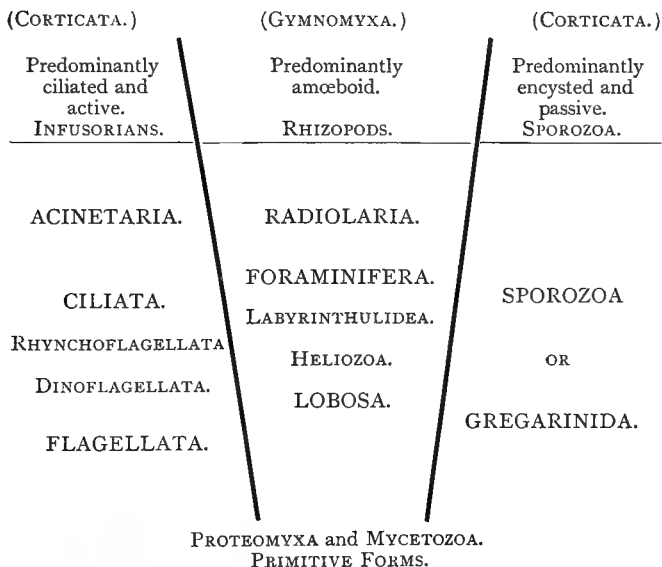 (CORTICATA.) (GYMNOMYXA.) (CORTICATA.)
Predominantly
ciliated and
active.
INFUSORIANS.
Predominantly
amœboid.
RHIZOPODS.
Predominantly
encysted and
passive.
SPOROZOA.
ACINETARIA.
CILIATA.
RHYNCHOFLAGELLATA
DINOFLAGELLATA.
FLAGELLATA.
RADIOLARIA.
FORAMINIFERA.
LABYRINTHULIDEA.
HELIOZOA.
LOBOSA.
SPOROZOA
OR
GREGARINIDA.
PROTEOMYXA and MYCETOZOA.
PRIMITIVE FORMS.